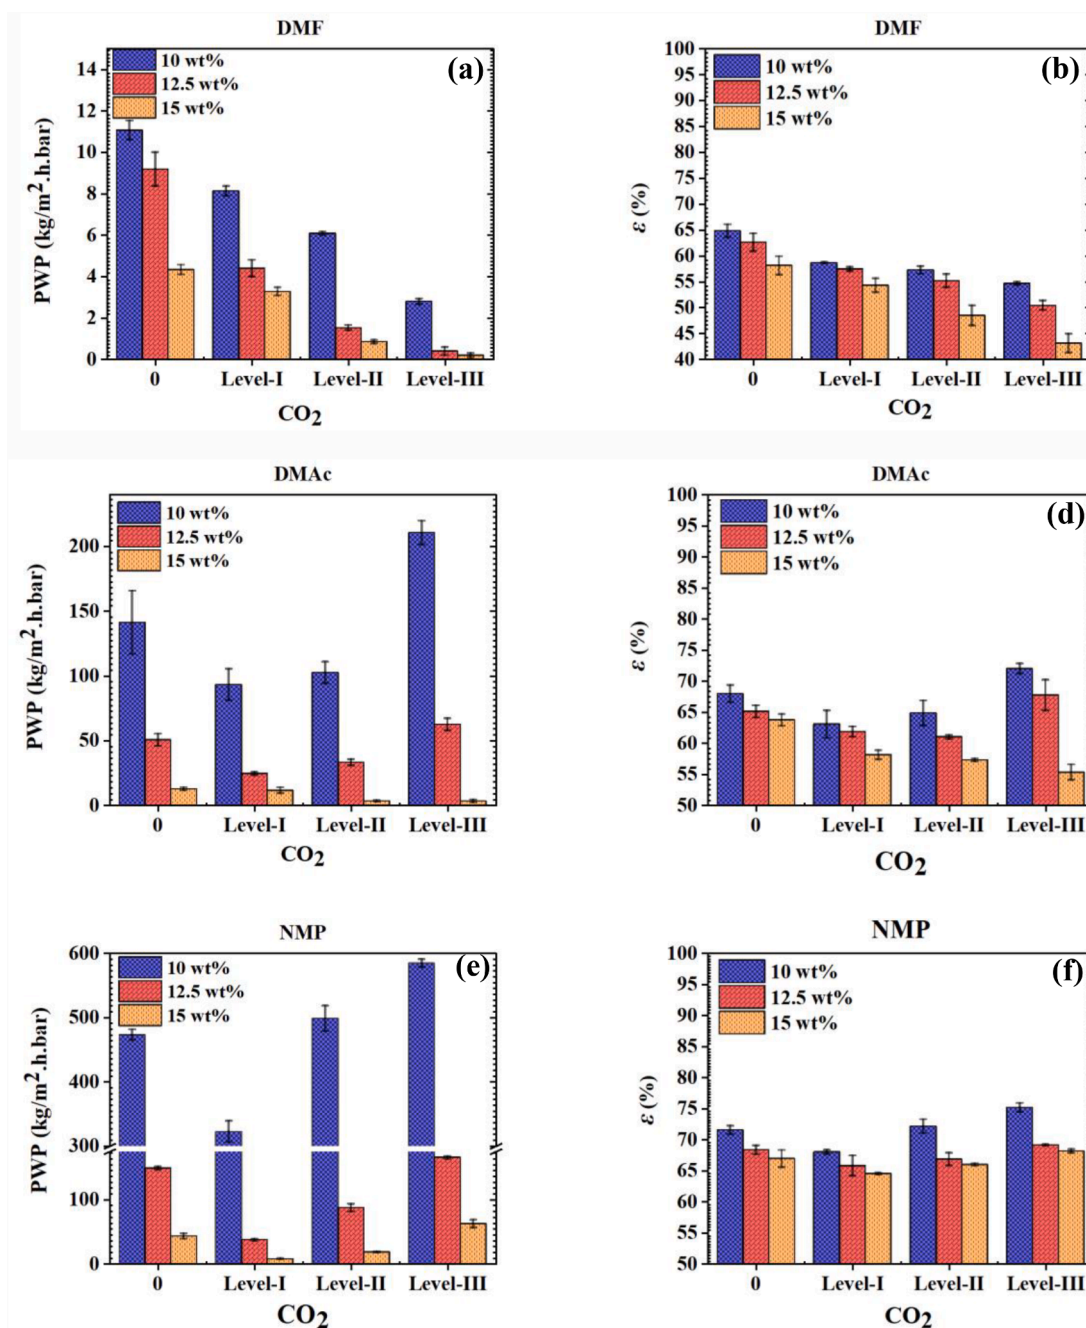 DMF
(a)
10 wt%
12.5 wt%
15 wt%
14
12
10
8
6
4
2
0
PWP (kg/m².h.bar)
0 Level-I Level-II Level-III
CO₂
DMF
(b)
10 wt%
12.5 wt%
15 wt%
100
95
90
85
80
75
70
65
60
55
50
45
40
ε (%)
0 Level-I Level-II Level-III
CO₂
DMAc
10 wt%
12.5 wt%
15 wt%
200
150
100
50
0
PWP (kg/m².h.bar)
0 Level-I Level-II Level-III
CO₂
DMAc
(d)
10 wt%
12.5 wt%
15 wt%
100
95
90
85
80
75
70
65
60
55
50
ε (%)
0 Level-I Level-II Level-III
CO₂
NMP
(e)
10 wt%
12.5 wt%
15 wt%
600
500
400
300
100
0
PWP (kg/m².h.bar)
0 Level-I Level-II Level-III
CO₂
NMP
(f)
10 wt%
12.5 wt%
15 wt%
100
95
90
85
80
75
70
65
60
55
50
ε (%)
0 Level-I Level-II Level-III
CO₂